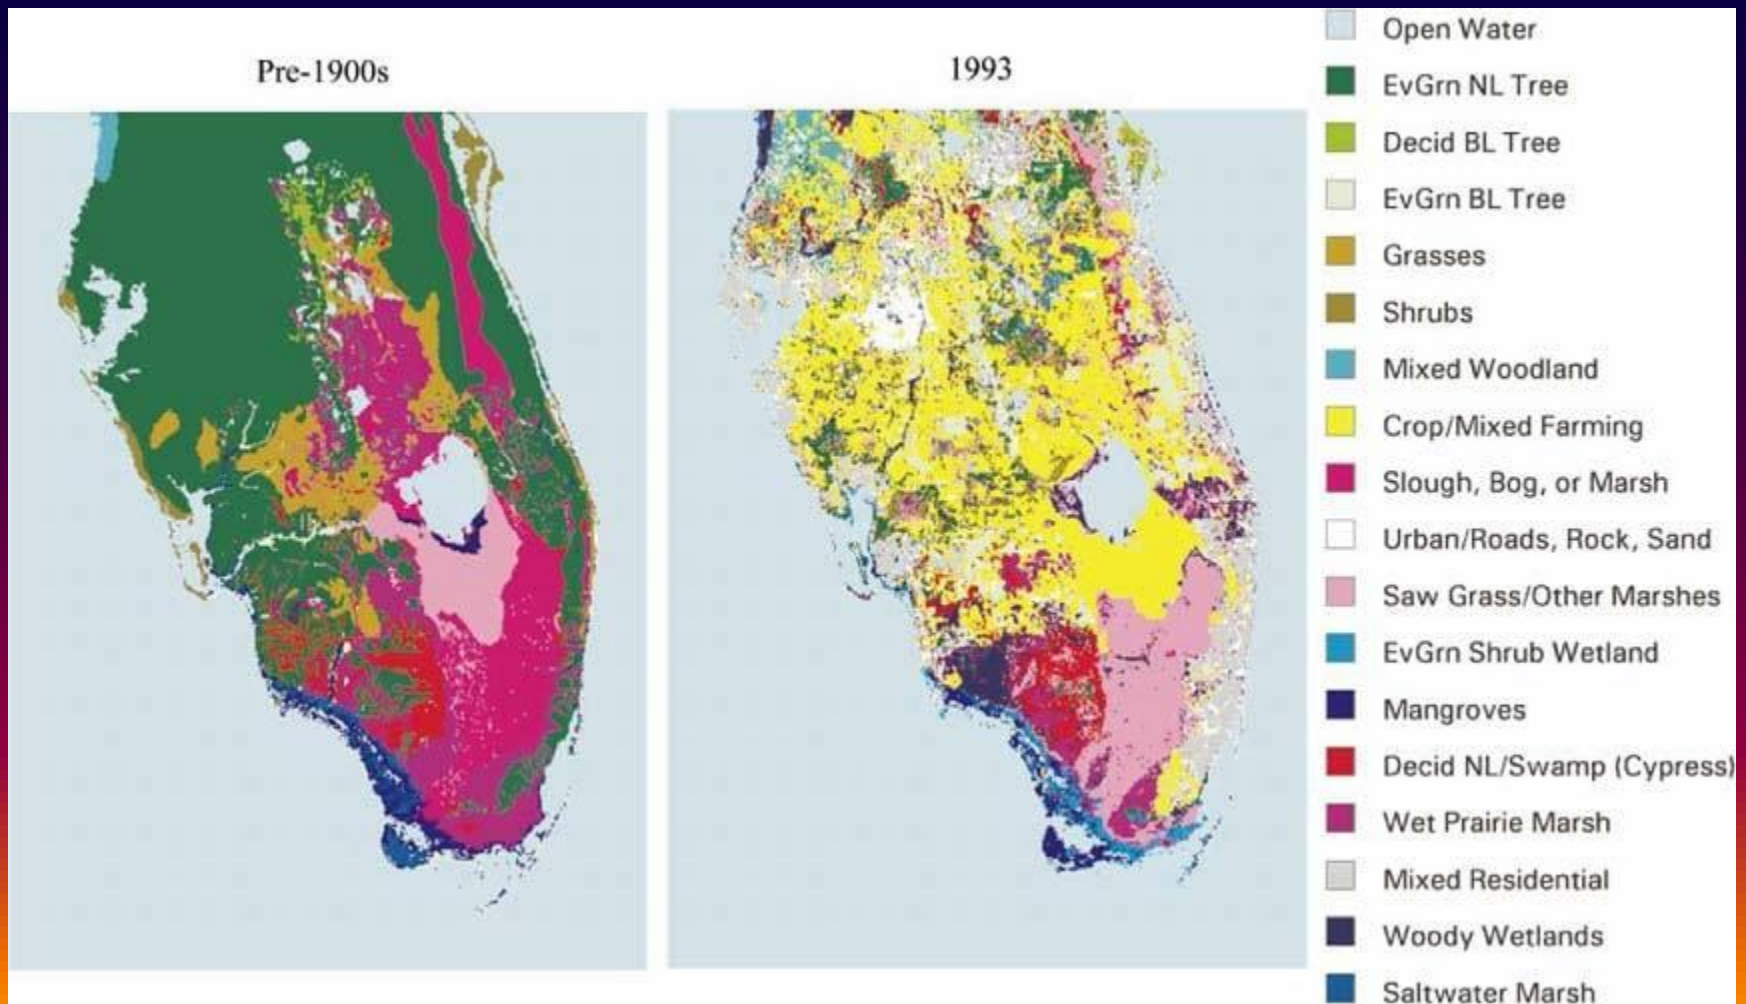 Pre-1900s
1993
Open Water
EvGrn NL Tree
Decid BL Tree
EvGrn BL Tree
Grasses
Shrubs
Mixed Woodland
Crop/Mixed Farming
Slough, Bog, or Marsh
Urban/Roads, Rock, Sand
Saw Grass/Other Marshes
EvGrn Shrub Wetland
Mangroves
Decid NL/Swamp (Cypress)
Wet Prairie Marsh
Mixed Residential
Woody Wetlands
Saltwater Marsh